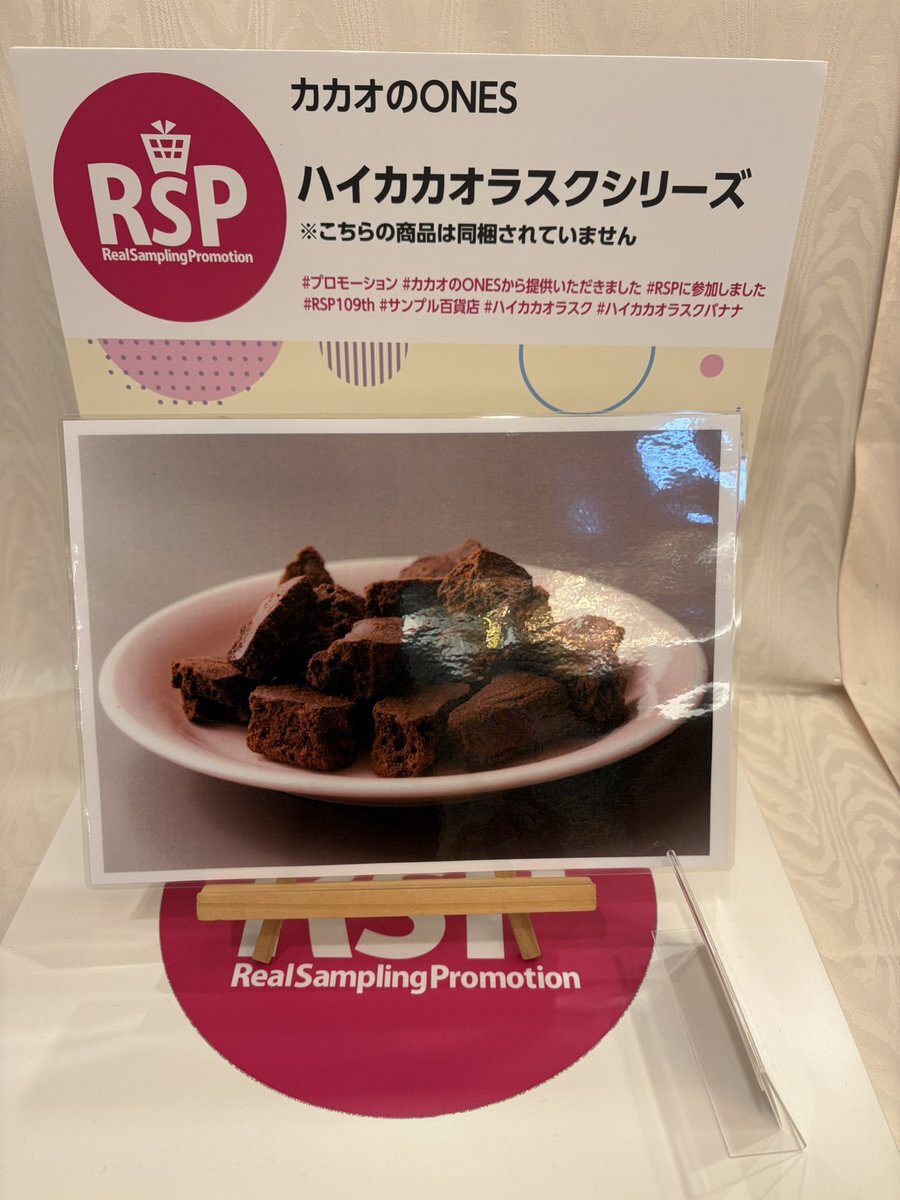 RSP
RealSamplingPromotion
カカオのONES
ハイカカオラスクシリーズ
※こちらの商品は同梱されていません
#プロモーション #カカオのONESから提供いただきました #RSPに参加しました
#RSP109th #サンプル百貨店 #ハイカカオラスク #ハイカカオラスクバナナ
RSP
RealSamplingPromotion